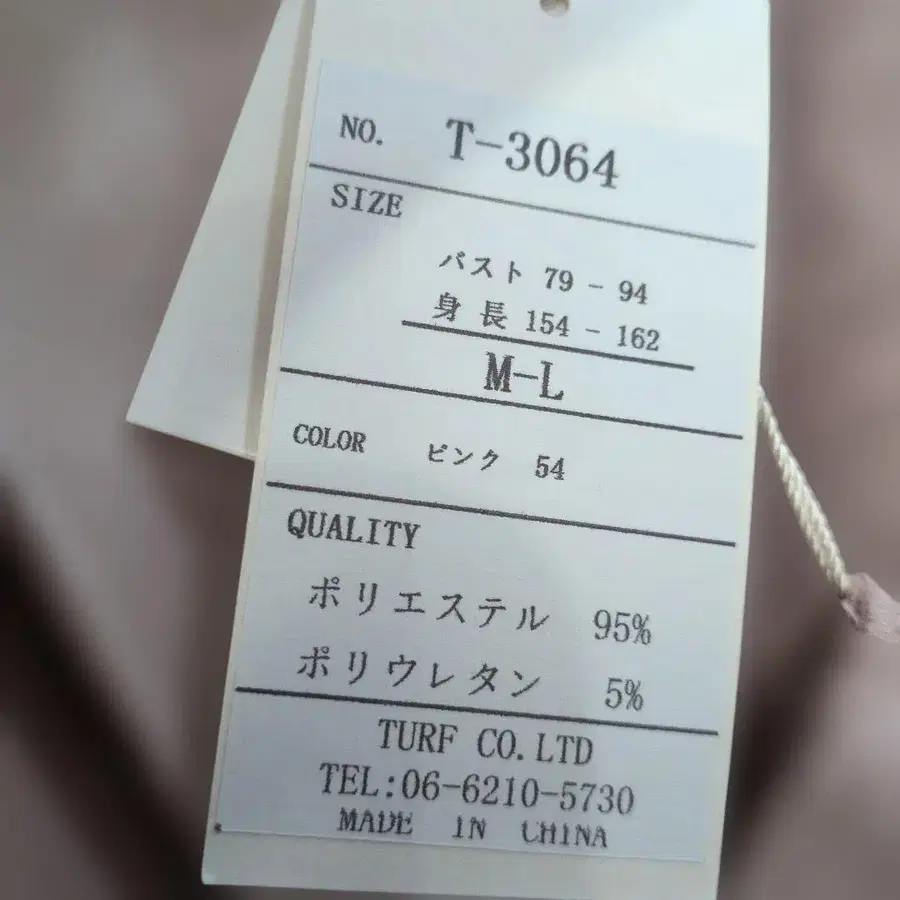 NO. T-3064
SIZE
バスト 79 - 94
身長 154 - 162
M-L
COLOR ピンク 54
QUALITY
ポリエステル 95%
ポリウレタン 5%
TURF CO.LTD
TEL:06-6210-5730
MADE IN CHINA